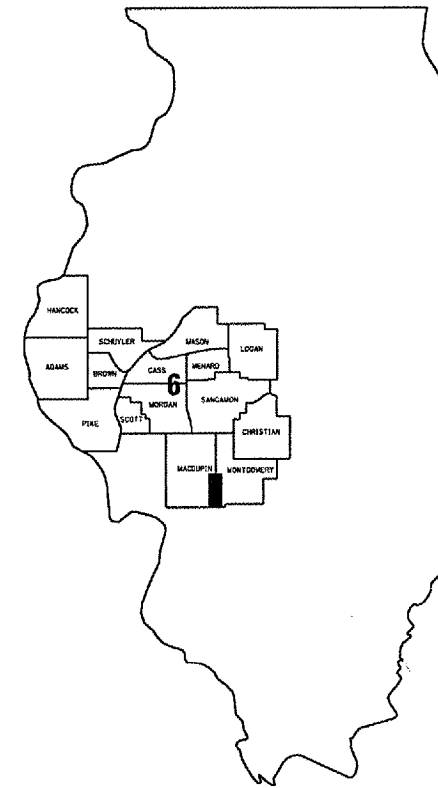 HANCOCK
SCHUYLER
MASON
LOGAN
ADAMS
BROWN
CASS
MENARD
6
MORGAN
SANGAMON
PIKE
SCOTT
CHRISTIAN
MACOUPIN
MONTGOMERY